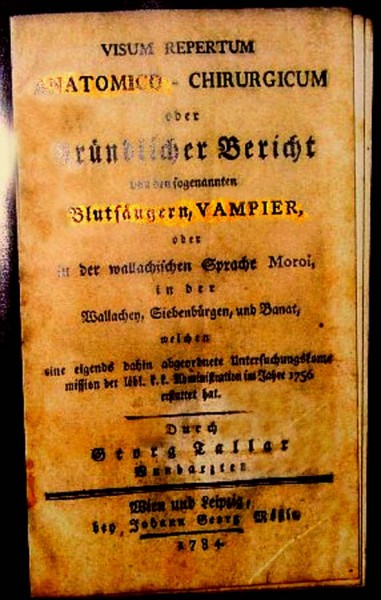 VISUM REPERTUM
ANATOMICO - CHIRURGICUM
oder
Gründlicher Bericht
von den sogenannten
Blutsäugern, VAMPIER,
oder
in der wallachischen Sprache Moroi,
in der
Wallachey, Siebenbürgen, und Banat,
welchen
eine eigends dahin abgeordnete Untersuchungskom=
mission der löbl. k. k. Administration im Jahre 1756
erstattet hat.
Durch
Georg Tallar
Wundarzten
Wien und Leipzig,
bey Johann Georg Mößle
1784